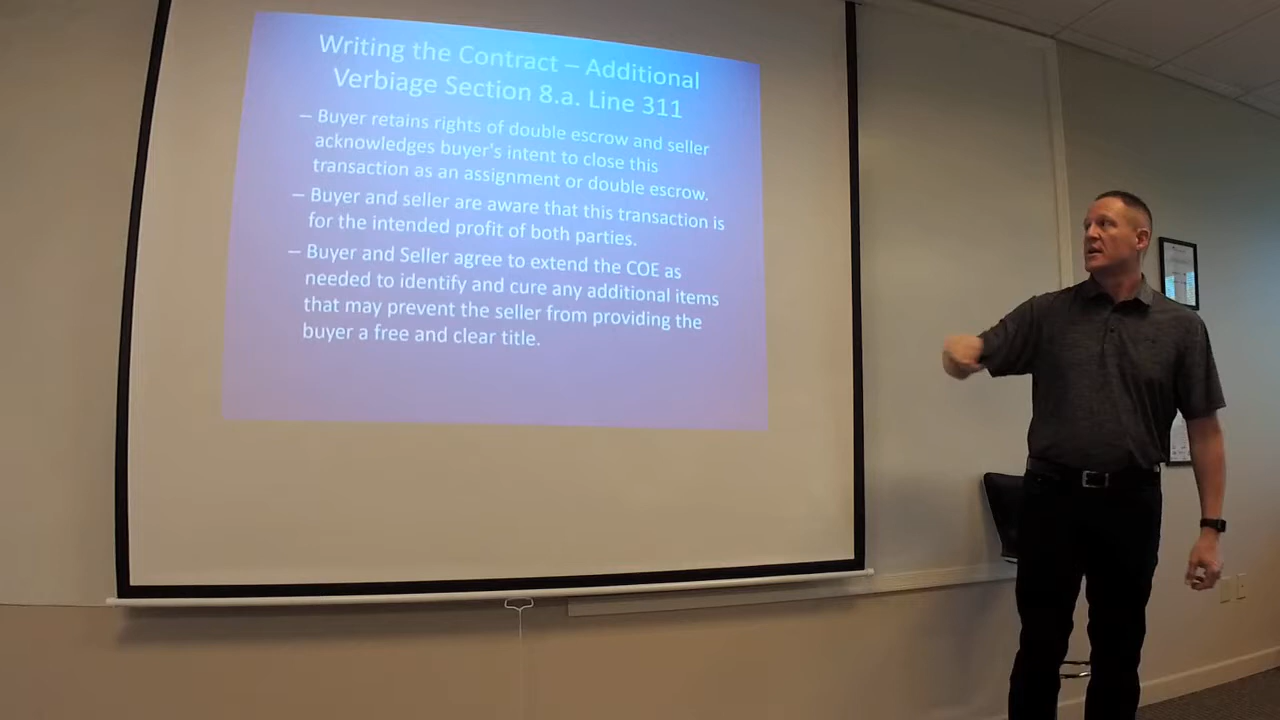 Writing the Contract – Additional
Verbiage Section 8.a. Line 311
– Buyer retains rights of double escrow and seller
acknowledges buyer's intent to close this
transaction as an assignment or double escrow.
– Buyer and seller are aware that this transaction is
for the intended profit of both parties.
– Buyer and Seller agree to extend the COE as
needed to identify and cure any additional items
that may prevent the seller from providing the
buyer a free and clear title.